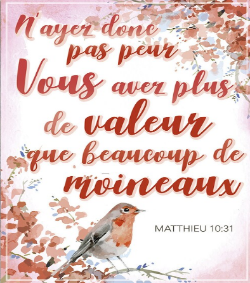 N'ayez donc
pas peur
Vous avez plus
de valeur
que beaucoup de
moineaux
MATTHIEU 10:31